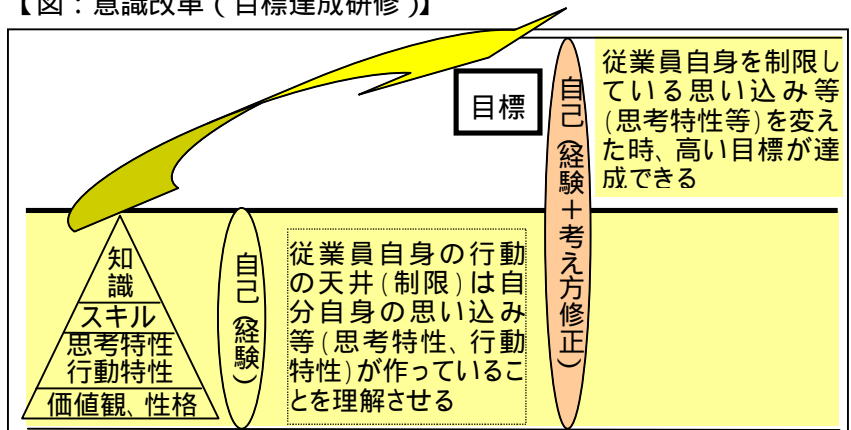 【図：意識改革（目標達成研修）】
目標
自己（経験＋考え方修正）
従業員自身を制限し
ている思い込み等
(思考特性等)を変え
た時、高い目標が達
成できる
知
識
スキル
思考特性
行動特性
価値観、性格
自己（経験）
従業員自身の行動
の天井(制限)は自
分自身の思い込み
等(思考特性、行動
特性)が作っているこ
とを理解させる